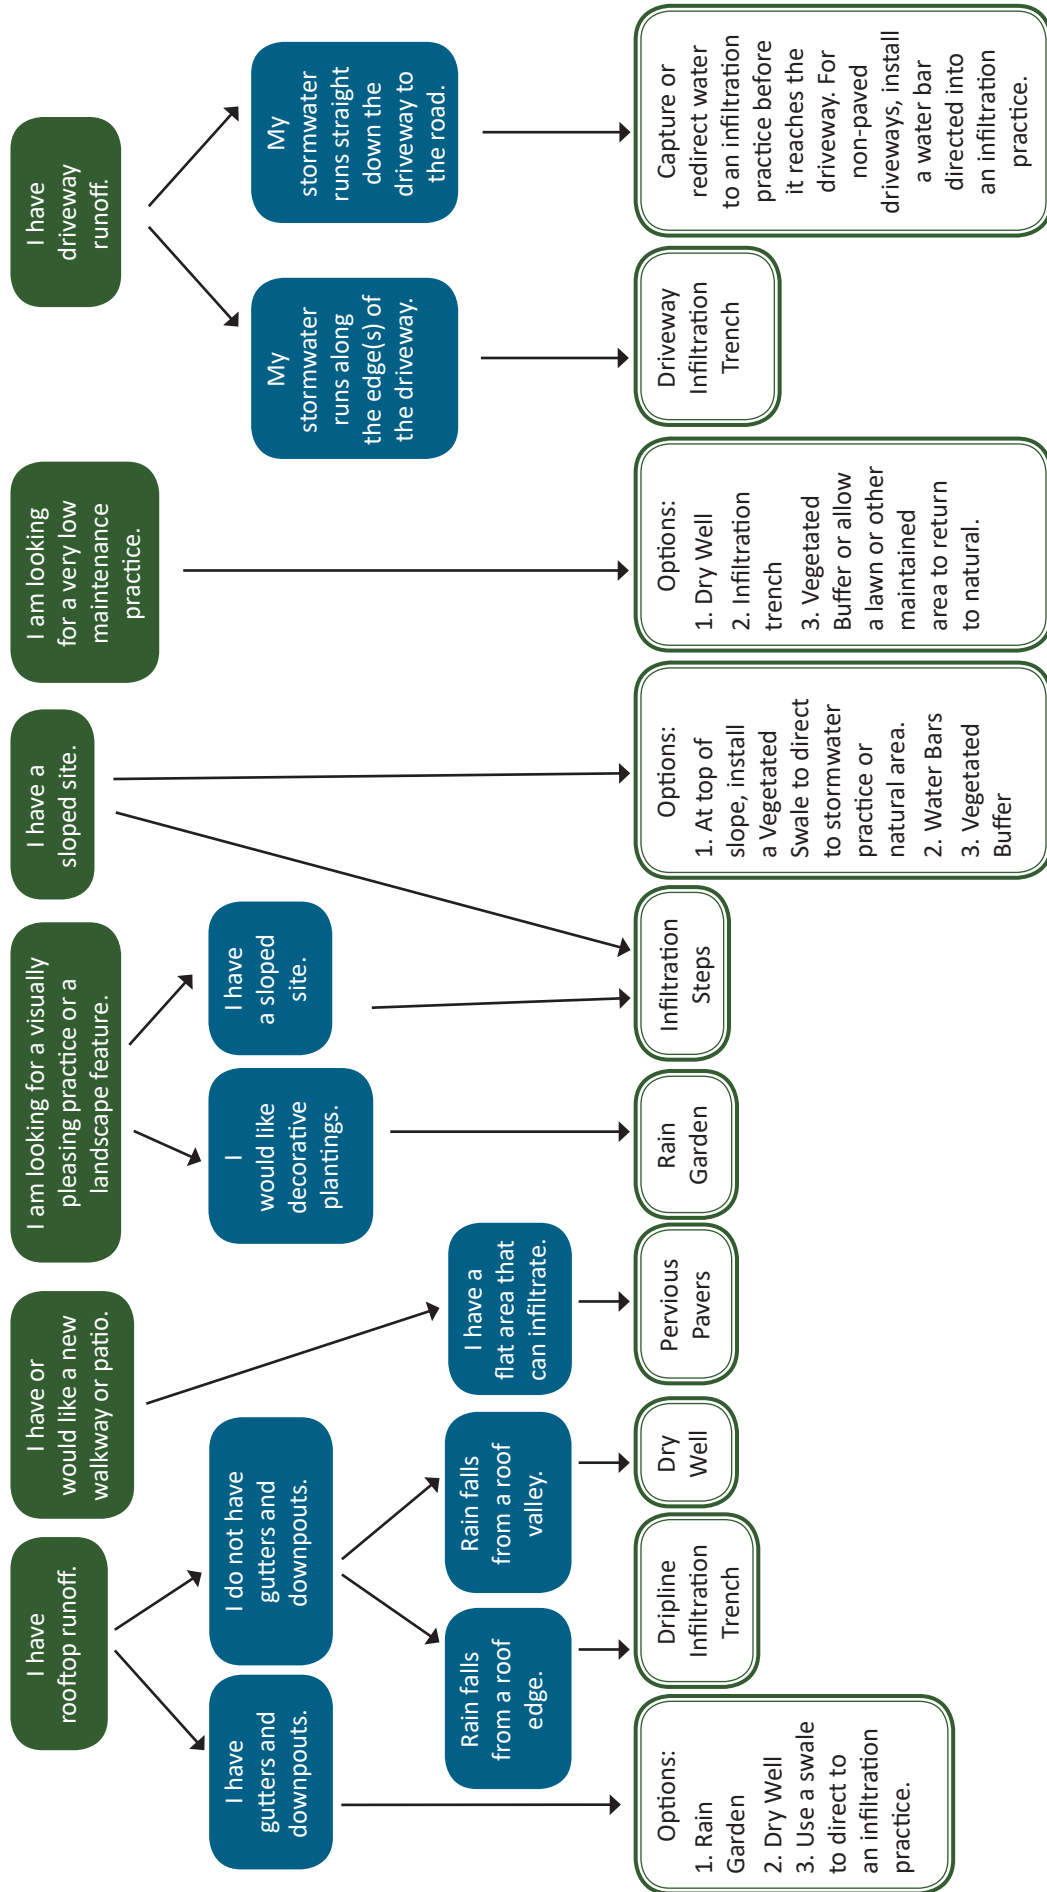 I have
rooftop runoff.
I have or
would like a new
walkway or patio.
I am looking for a visually
pleasing practice or a
landscape feature.
I have a
sloped site.
I am looking
for a very low
maintenance
practice.
I have
driveway
runoff.
I have
gutters and
downpouts.
I do not have
gutters and
downpouts.
I
would like
decorative
plantings.
I have
a sloped
site.
My
stormwater
runs along
the edge(s) of
the driveway.
My
stormwater
runs straight
down the
driveway to
the road.
Rain falls
from a roof
edge.
Rain falls
from a roof
valley.
I have a
flat area that
can infiltrate.
Options:
1. Rain
Garden
2. Dry Well
3. Use a swale
to direct to
an infiltration
practice.
Dripline
Infiltration
Trench
Dry
Well
Pervious
Pavers
Rain
Garden
Infiltration
Steps
Options:
1. At top of
slope, install
a Vegetated
Swale to direct
to stormwater
practice or
natural area.
2. Water Bars
3. Vegetated
Buffer
Options:
1. Dry Well
2. Infiltration
trench
3. Vegetated
Buffer or allow
a lawn or other
maintained
area to return
to natural.
Driveway
Infiltration
Trench
Capture or
redirect water
to an infiltration
practice before
it reaches the
driveway. For
non-paved
driveways, install
a water bar
directed into
an infiltration
practice.